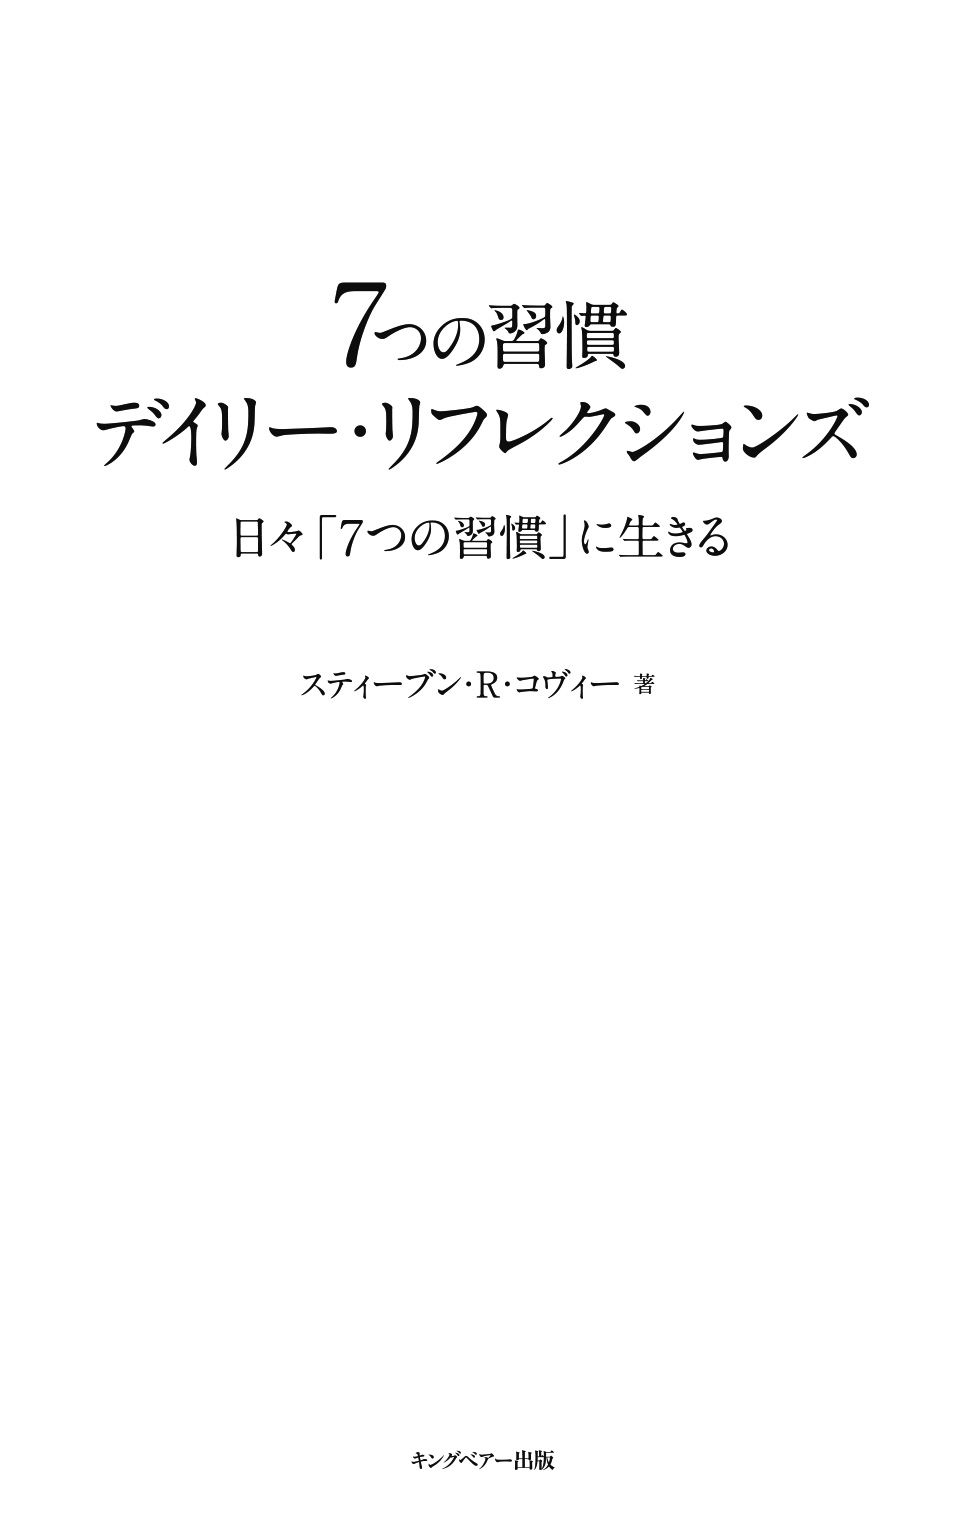 7つの習慣
デイリー・リフレクションズ
日々「7つの習慣」に生きる
スティーブン・R・コヴィー 著
キングベアー出版